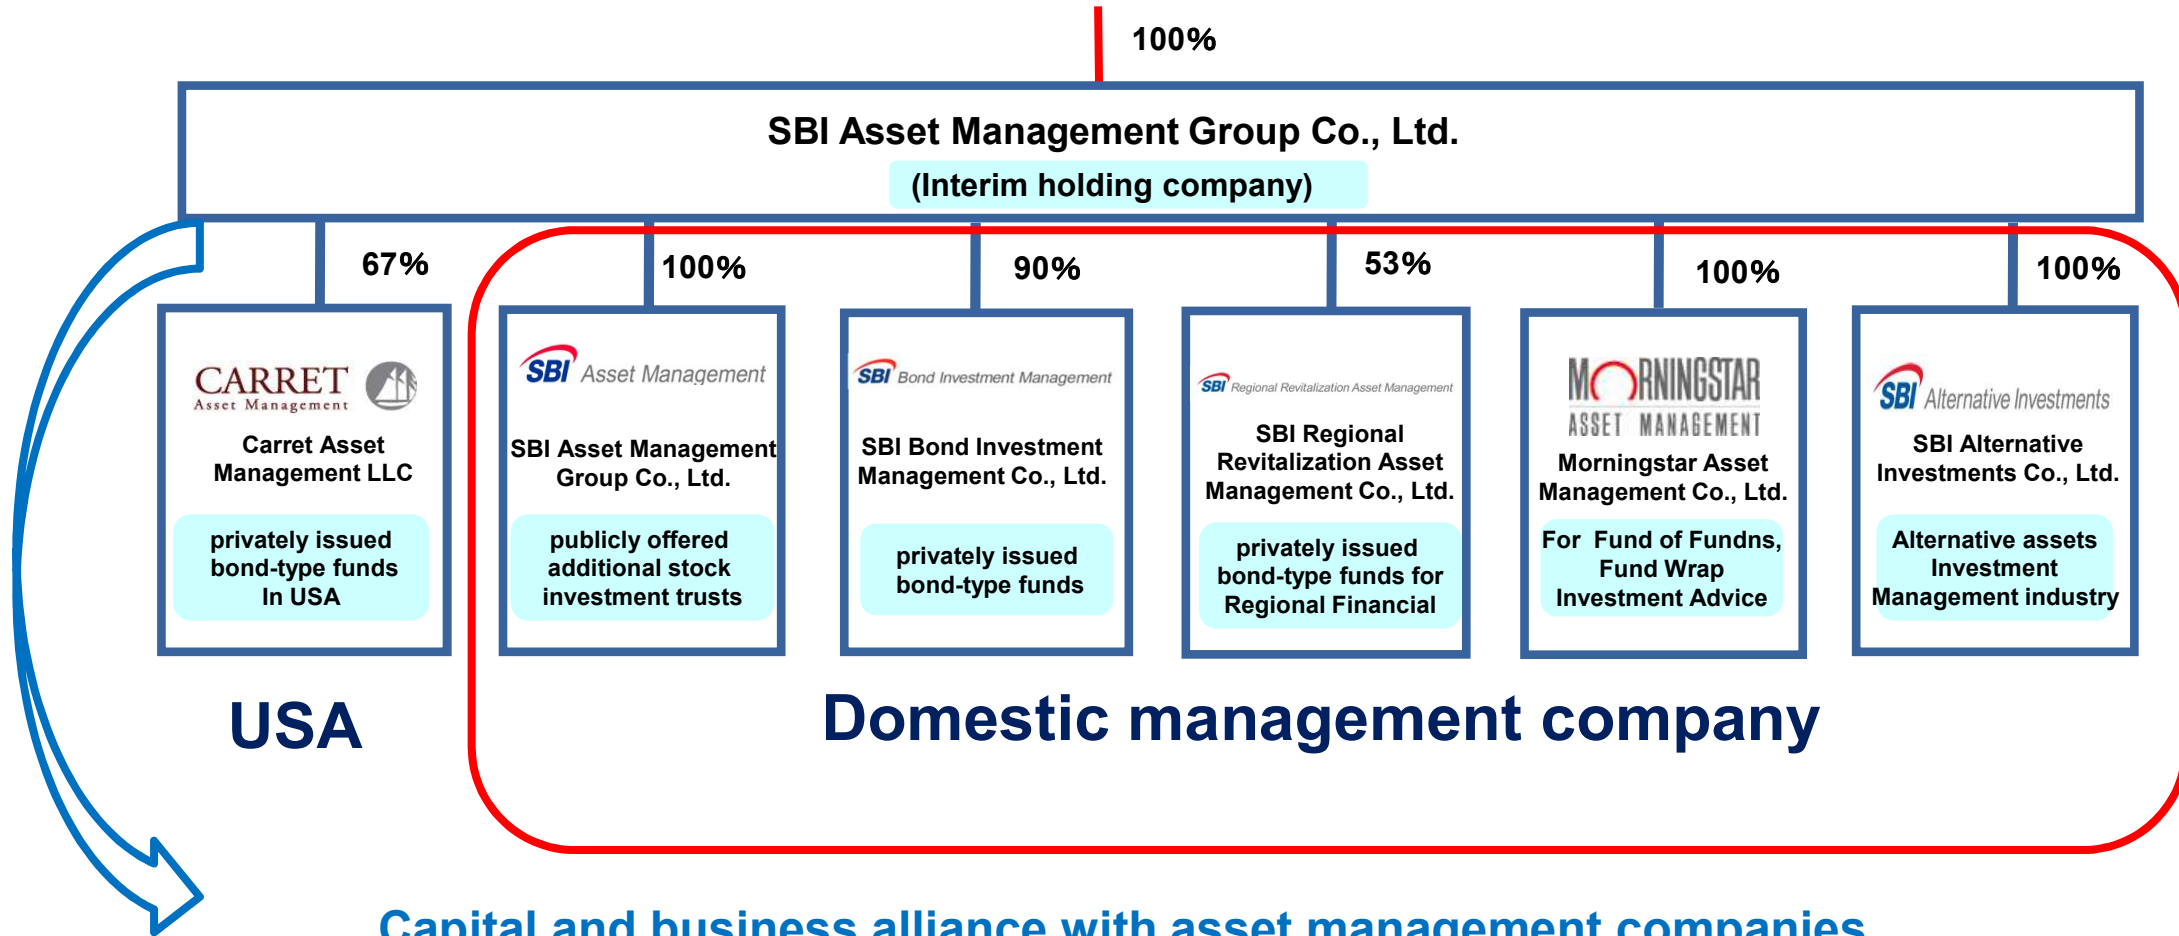 100%
SBI Asset Management Group Co., Ltd.
(Interim holding company)
67%
100%
90%
53%
100%
100%
CARRET
Asset Management
Carret Asset
Management LLC
privately issued
bond-type funds
In USA
SBI Asset Management
SBI Asset Management
Group Co., Ltd.
publicly offered
additional stock
investment trusts
SBI Bond Investment Management
SBI Bond Investment
Management Co., Ltd.
privately issued
bond-type funds
SBI Regional Revitalization Asset Management
SBI Regional
Revitalization Asset
Management Co., Ltd.
privately issued
bond-type funds for
Regional Financial
MORNINGSTAR
ASSET MANAGEMENT
Morningstar Asset
Management Co., Ltd.
For Fund of Fundns,
Fund Wrap
Investment Advice
SBI Alternative Investments
SBI Alternative
Investments Co., Ltd.
Alternative assets
Investment
Management industry
USA
Domestic management company
Capital and business alliance with asset management companies